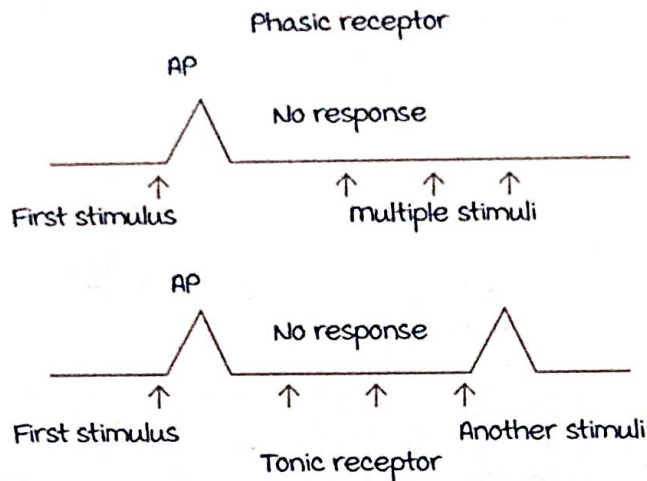 Phasic receptor
AP
No response
First stimulus
multiple stimuli
AP
No response
First stimulus
Another stimuli
Tonic receptor